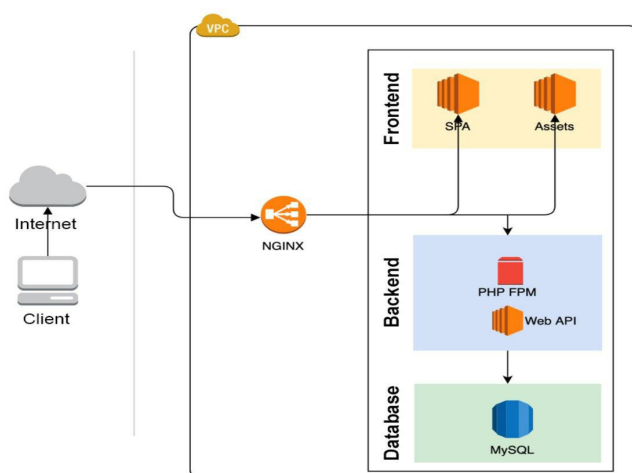 VPC
Frontend
SPA
Assets
Internet
NGINX
Client
Backend
PHP FPM
Web API
Database
MySQL